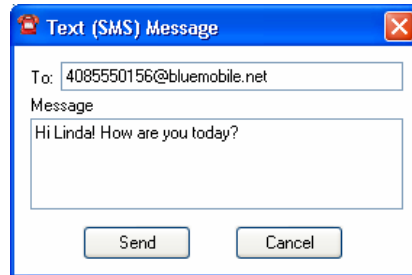 Text (SMS) Message
To: 4085550156@bluemobile.net
Message
Hi Linda! How are you today?
Send Cancel